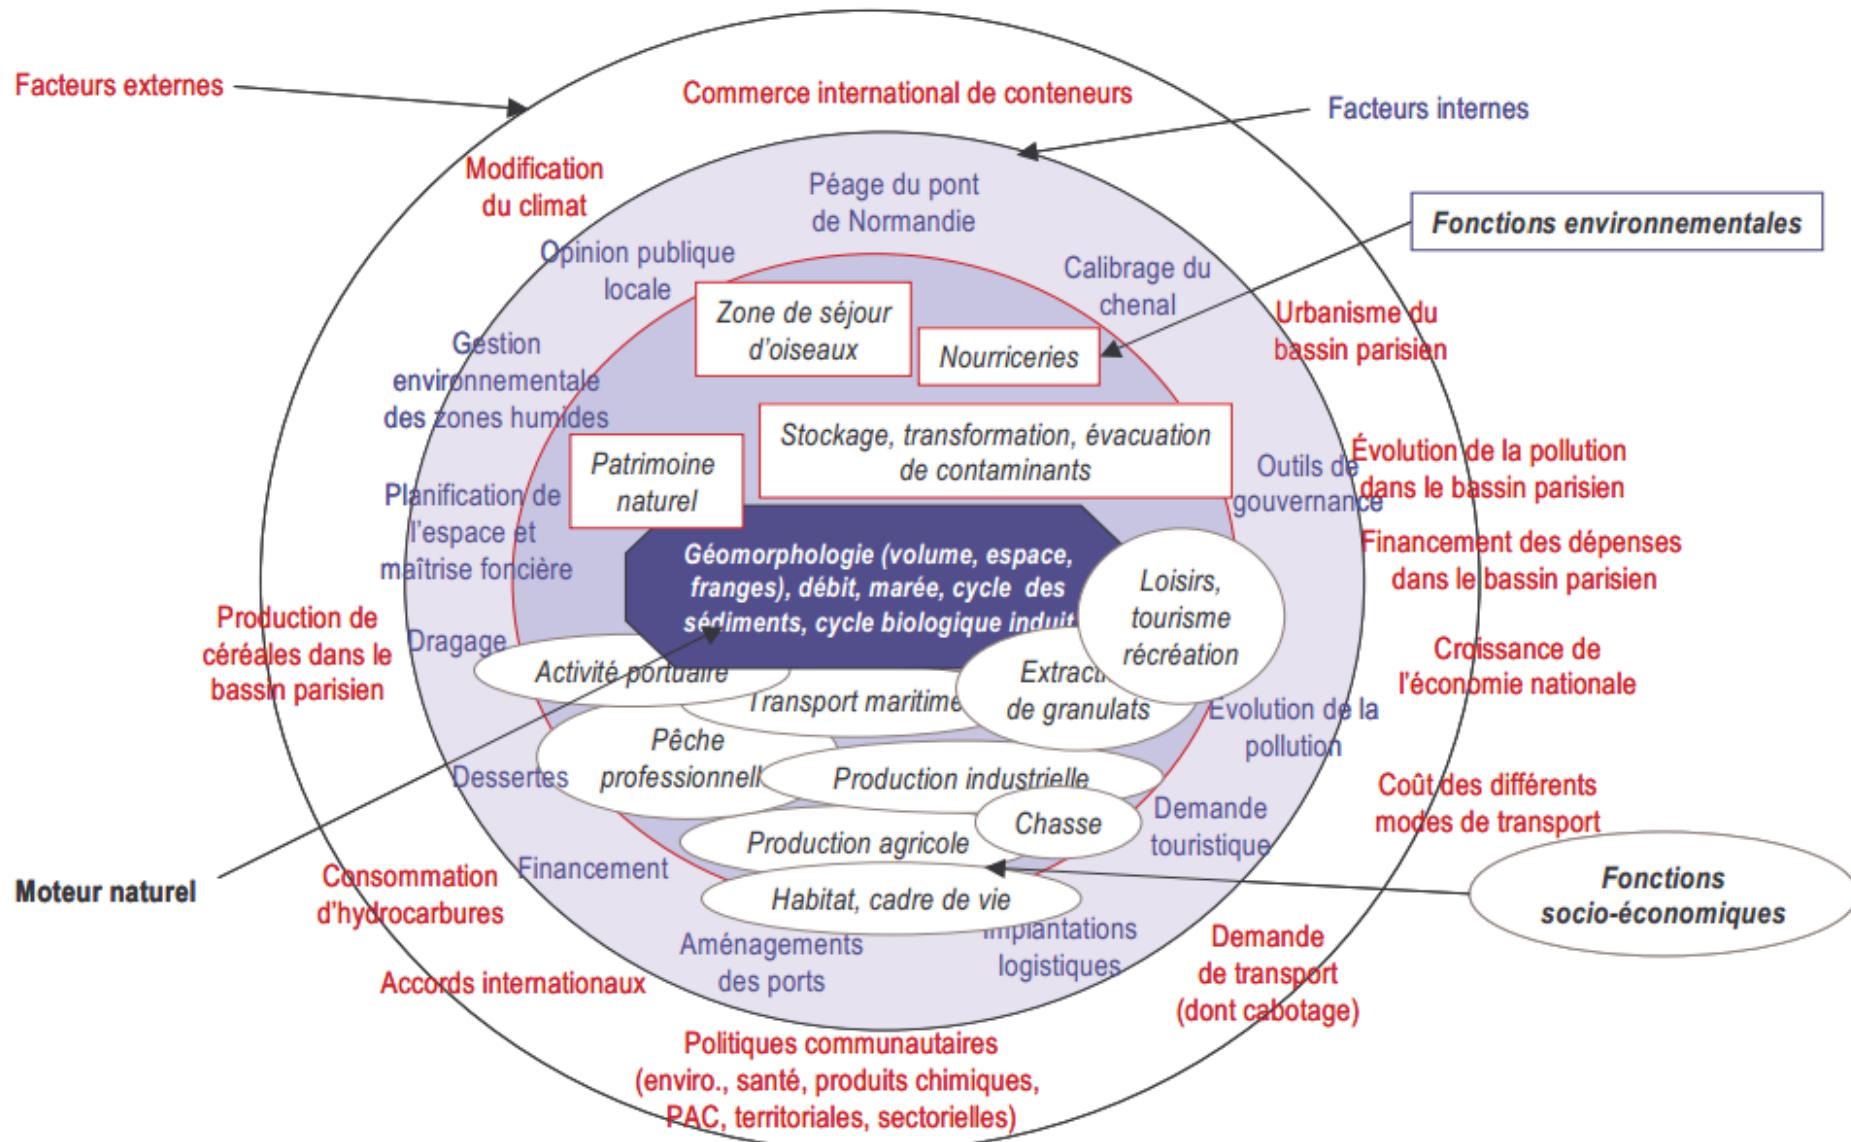 Facteurs externes
Commerce international de conteneurs
Facteurs internes
Modification
du climat
Péage du pont
de Normandie
Fonctions environnementales
Opinion publique
locale
Calibrage du
chenal
Zone de séjour
d'oiseaux
Nourriceries
Urbanisme du
bassin parisien
Gestion
environnementale
des zones humides
Stockage, transformation, évacuation
de contaminants
Patrimoine
naturel
Outils de
gouvernance
Évolution de la pollution
dans le bassin parisien
Planification de
l'espace et
maîtrise foncière
Géomorphologie (volume, espace,
franges), débit, marée, cycle des
sédiments, cycle biologique induit
Financement des dépenses
dans le bassin parisien
Loisirs,
tourisme
récréation
Production de
céréales dans le
bassin parisien
Dragage
Activité portuaire
Transport maritime
Extracti
de granulats
Croissance de
l'économie nationale
Évolution de la
pollution
Pêche
professionnell
Dessertes
Production industrielle
Chasse
Demande
touristique
Coût des différents
modes de transport
Production agricole
Financement
Moteur naturel
Consommation
d'hydrocarbures
Habitat, cadre de vie
Fonctions
socio-économiques
Aménagements
des ports
Implantations
logistiques
Demande
de transport
(dont cabotage)
Accords internationaux
Politiques communautaires
(enviro., santé, produits chimiques,
PAC, territoriales, sectorielles)